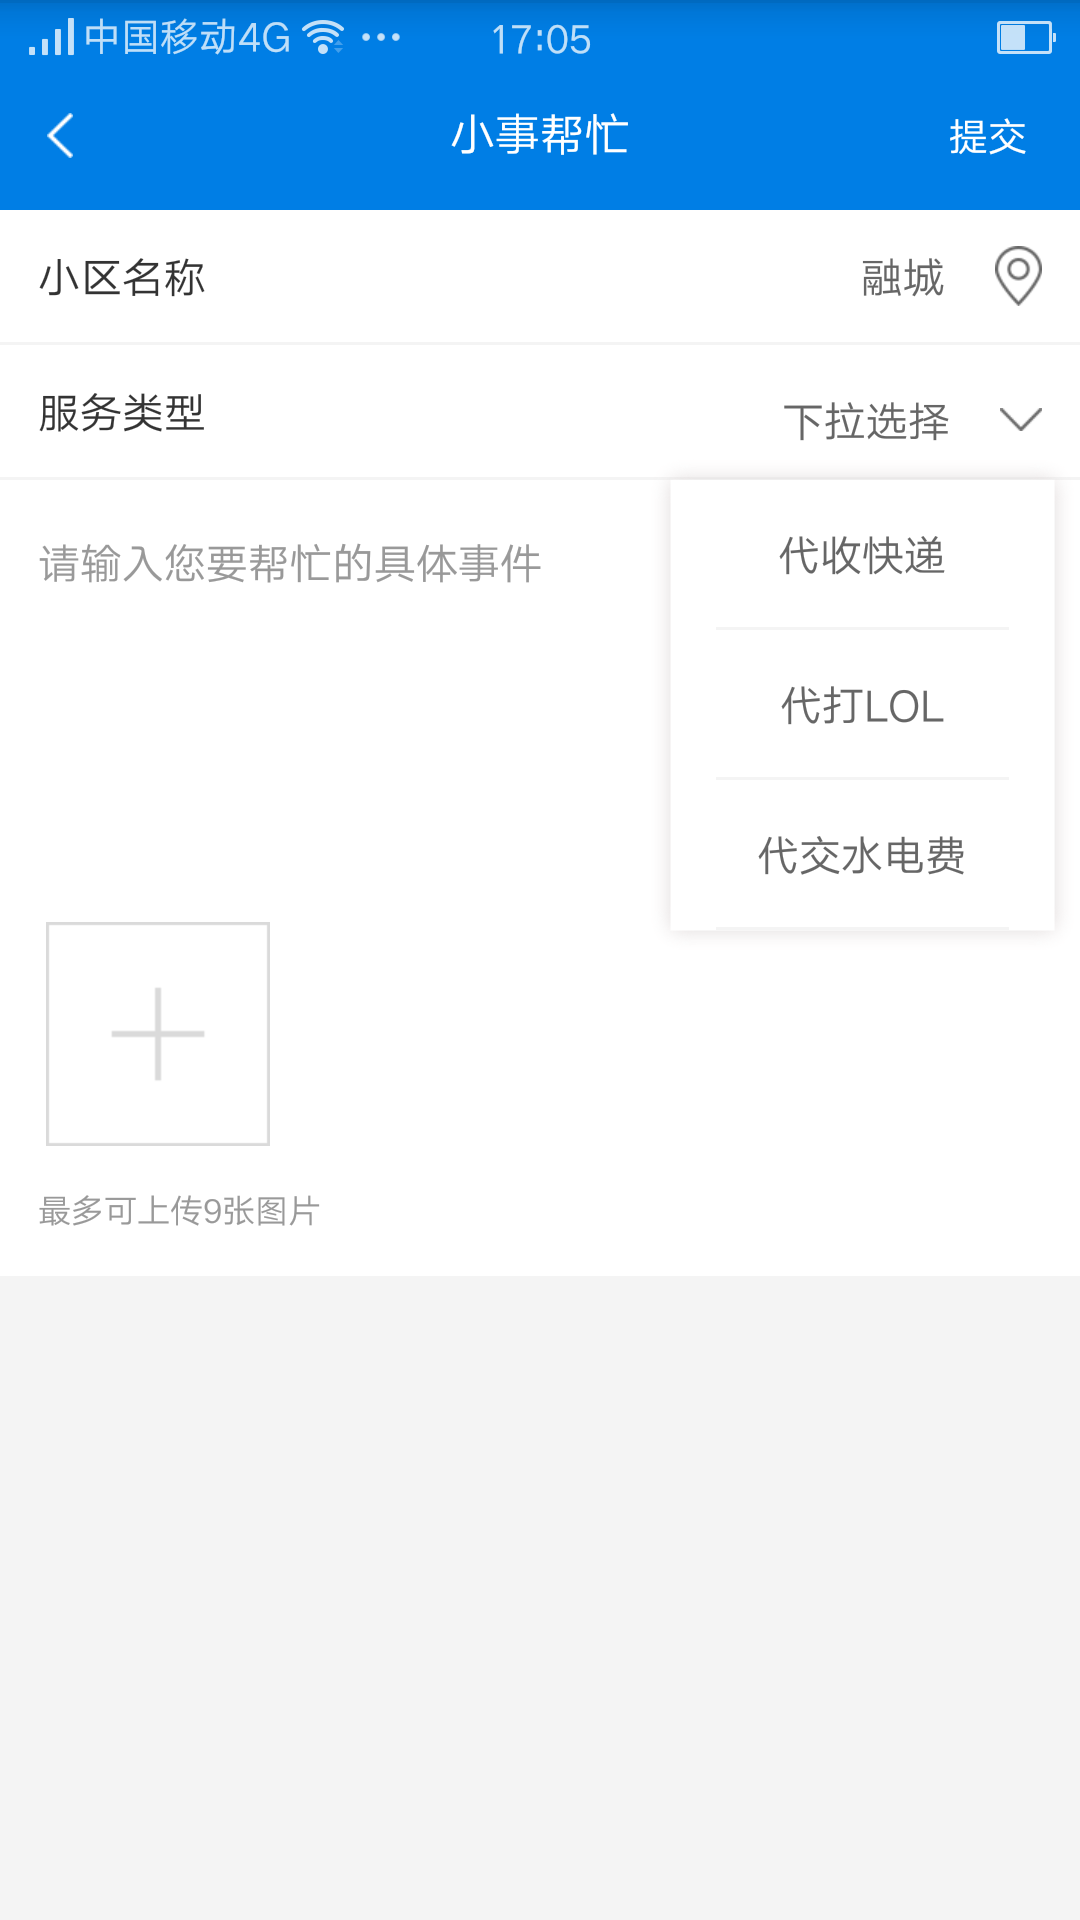 中国移动4G 17:05
小事帮忙 提交
小区名称 融城
服务类型 下拉选择
请输入您要帮忙的具体事件
代收快递
代打LOL
代交水电费
最多可上传9张图片